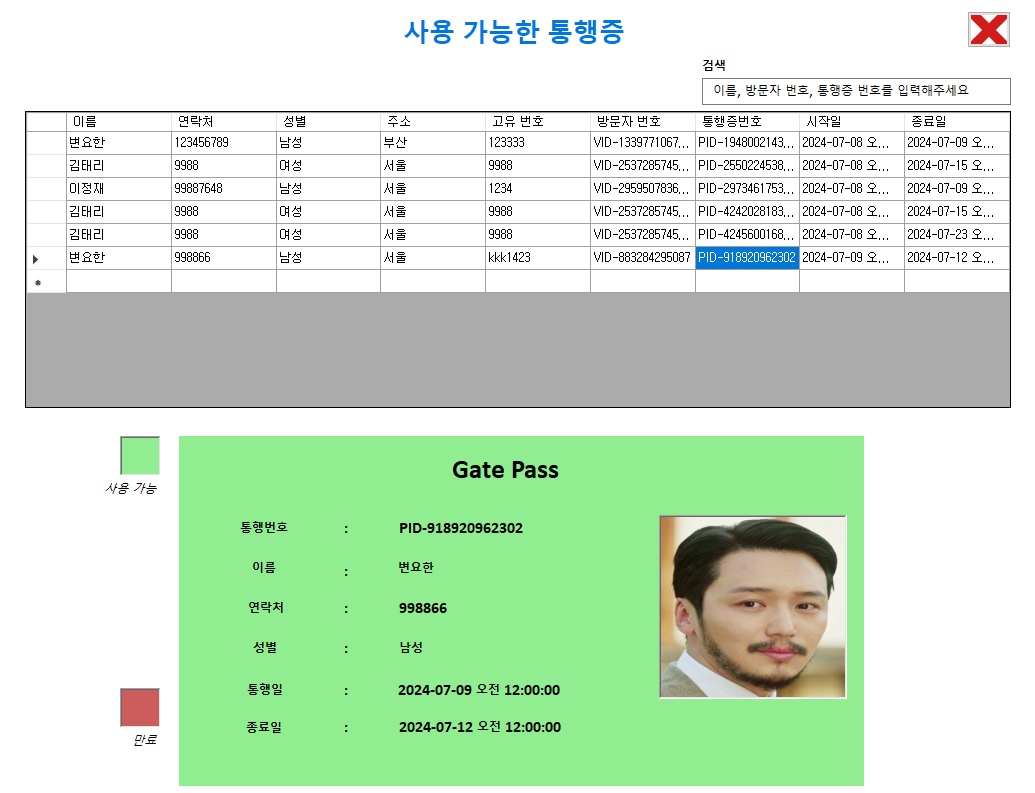 사용 가능한 통행증
검색
이름, 방문자 번호, 통행증 번호를 입력해주세요
이름 연락처 성별 주소 고유 번호 방문자 번호 통행증번호 시작일 종료일
변요한 123456789 남성 부산 123333 VID-1339771067... PID-1948002143... 2024-07-08 오... 2024-07-09 오...
김태리 9988 여성 서울 9988 VID-2537285745... PID-2550224538... 2024-07-08 오... 2024-07-15 오...
이정재 99887648 남성 서울 1234 VID-2959507836... PID-2973461753... 2024-07-08 오... 2024-07-09 오...
김태리 9988 여성 서울 9988 VID-2537285745... PID-4242028183... 2024-07-08 오... 2024-07-15 오...
김태리 9988 여성 서울 9988 VID-2537285745... PID-4245600168... 2024-07-08 오... 2024-07-23 오...
변요한 998866 남성 서울 kkk1423 VID-883284295087 PID-918920962302 2024-07-09 오... 2024-07-12 오...
사용 가능
Gate Pass
통행번호 : PID-918920962302
이름 : 변요한
연락처 : 998866
성별 : 남성
통행일 : 2024-07-09 오전 12:00:00
종료일 : 2024-07-12 오전 12:00:00
만료